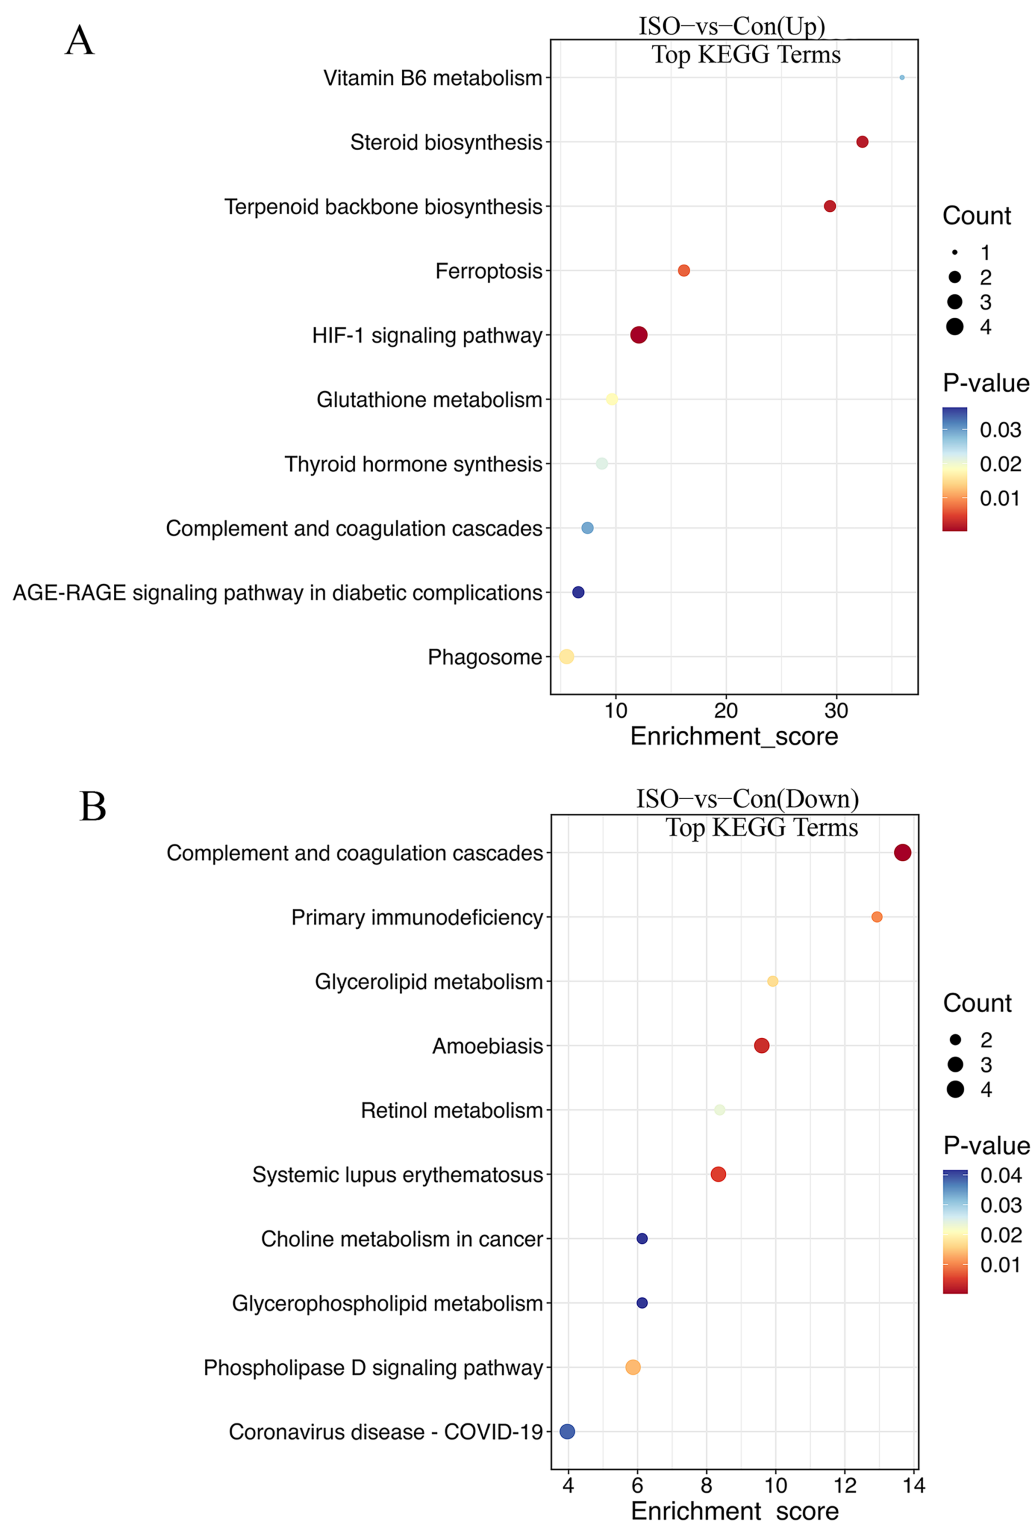 A
ISO−vs−Con(Up)
Top KEGG Terms
Vitamin B6 metabolism
Steroid biosynthesis
Terpenoid backbone biosynthesis
Ferroptosis
HIF-1 signaling pathway
Glutathione metabolism
Thyroid hormone synthesis
Complement and coagulation cascades
AGE-RAGE signaling pathway in diabetic complications
Phagosome
10 20 30
Enrichment_score
Count
1
2
3
4
P-value
0.03
0.02
0.01
B
ISO−vs−Con(Down)
Top KEGG Terms
Complement and coagulation cascades
Primary immunodeficiency
Glycerolipid metabolism
Amoebiasis
Retinol metabolism
Systemic lupus erythematosus
Choline metabolism in cancer
Glycerophospholipid metabolism
Phospholipase D signaling pathway
Coronavirus disease - COVID-19
4 6 8 10 12 14
Enrichment score
Count
2
3
4
P-value
0.04
0.03
0.02
0.01